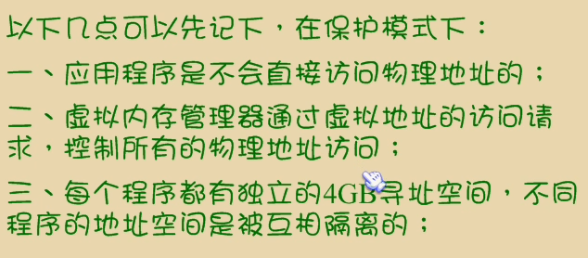 以下几点可以先记下，在保护模式下：
一、应用程序是不会直接访问物理地址的；
二、虚拟内存管理器通过虚拟地址的访问请
求，控制所有的物理地址访问；
三、每个程序都有独立的4GB寻址空间，不同
程序的地址空间是被互相隔离的；